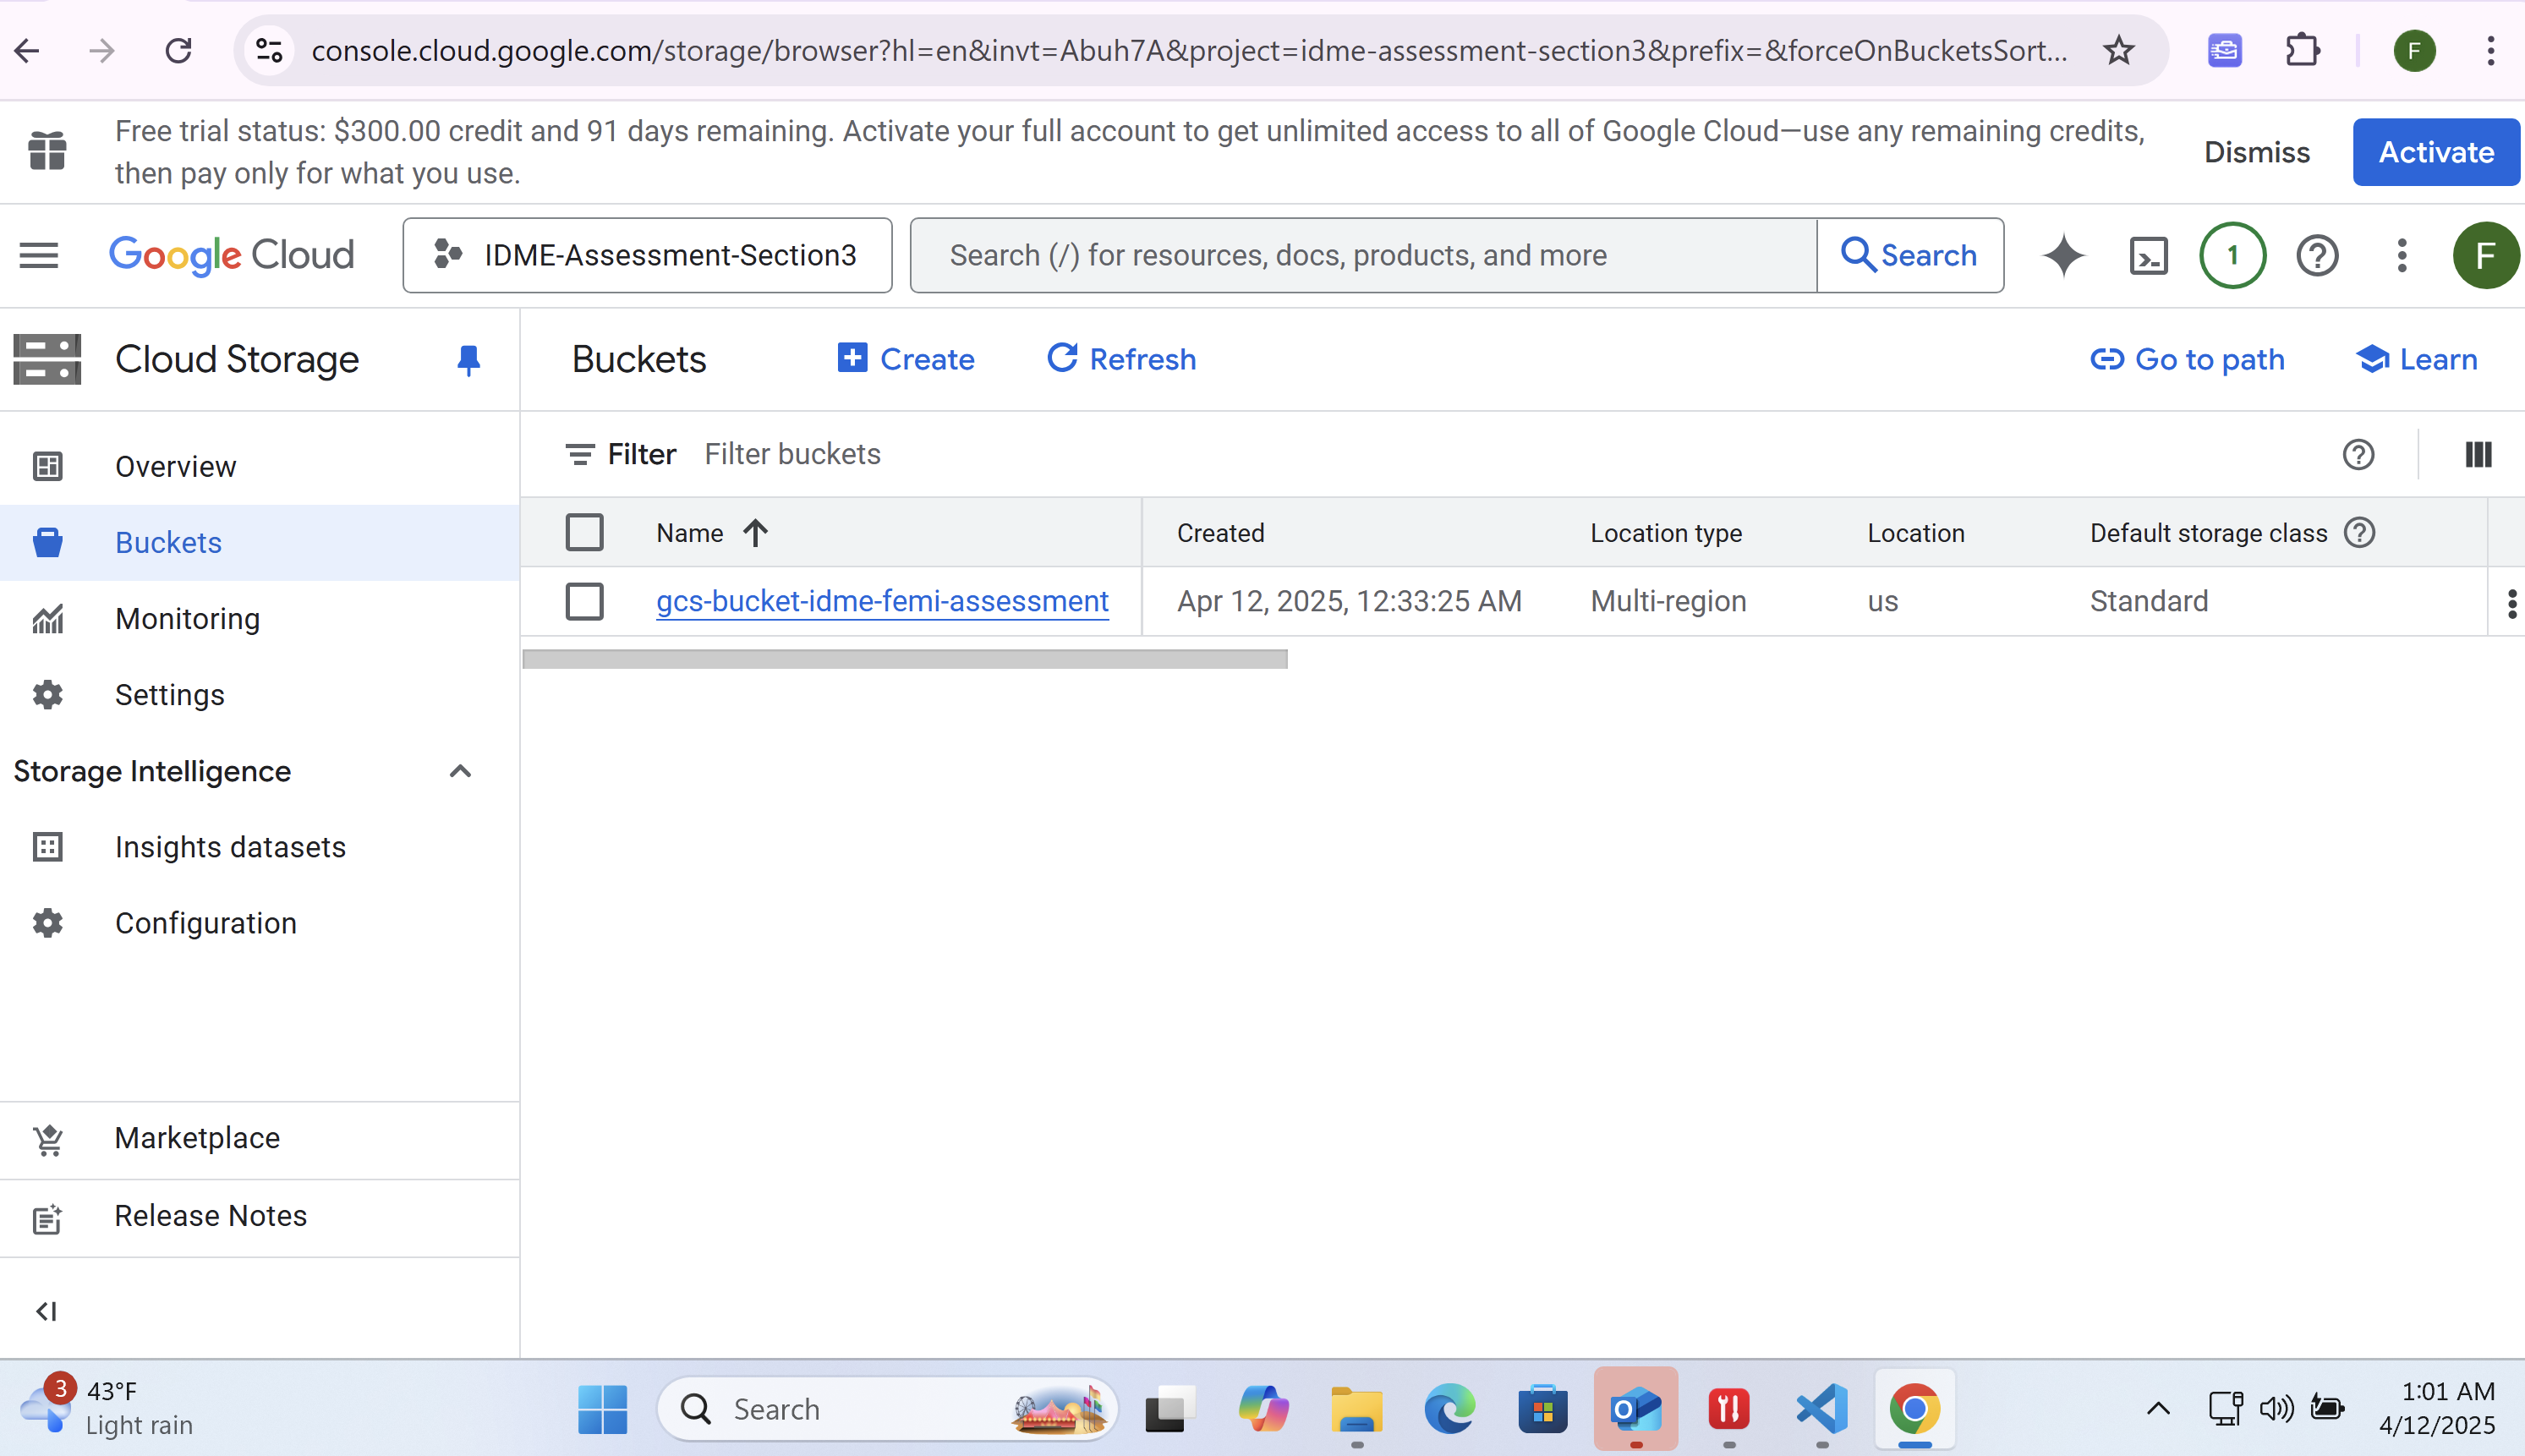 console.cloud.google.com/storage/browser?hl=en&invt=Abuh7A&project=idme-assessment-section3&prefix=&forceOnBucketsSort...
F
Free trial status: $300.00 credit and 91 days remaining. Activate your full account to get unlimited access to all of Google Cloud—use any remaining credits,
then pay only for what you use.
Dismiss
Activate
Google Cloud
IDME-Assessment-Section3
Search (/) for resources, docs, products, and more
Search
1
F
Cloud Storage
Buckets
Create
Refresh
Go to path
Learn
Overview
Buckets
Monitoring
Settings
Storage Intelligence
Insights datasets
Configuration
Marketplace
Release Notes
Filter Filter buckets
Name Created Location type Location Default storage class
gcs-bucket-idme-femi-assessment Apr 12, 2025, 12:33:25 AM Multi-region us Standard
3
43°F
Light rain
Search
1:01 AM
4/12/2025